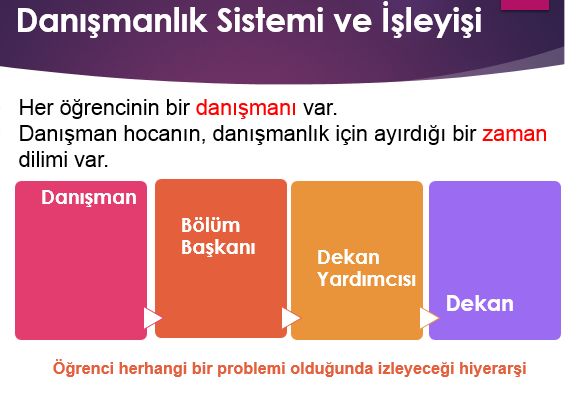 Danışmanlık Sistemi ve İşleyişi
Her öğrencinin bir danışmanı var.
Danışman hocanın, danışmanlık için ayırdığı bir zaman
dilimi var.
Danışman
Bölüm
Başkanı
Dekan
Yardımcısı
Dekan
Öğrenci herhangi bir problemi olduğunda izleyeceği hiyerarşi